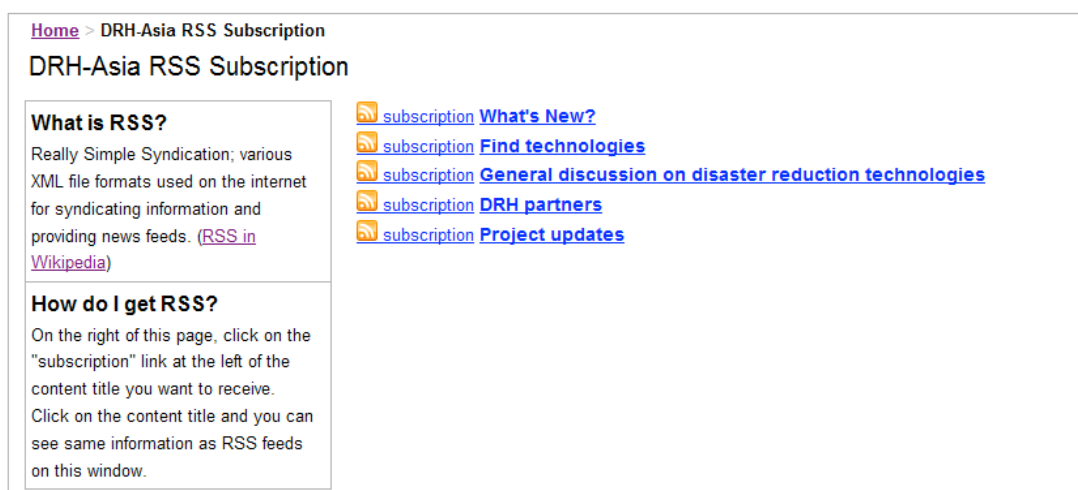 Home > DRH-Asia RSS Subscription
DRH-Asia RSS Subscription
What is RSS?
Really Simple Syndication; various
XML file formats used on the internet
for syndicating information and
providing news feeds. (RSS in
Wikipedia)
How do I get RSS?
On the right of this page, click on the
"subscription" link at the left of the
content title you want to receive.
Click on the content title and you can
see same information as RSS feeds
on this window.
subscription What's New?
subscription Find technologies
subscription General discussion on disaster reduction technologies
subscription DRH partners
subscription Project updates